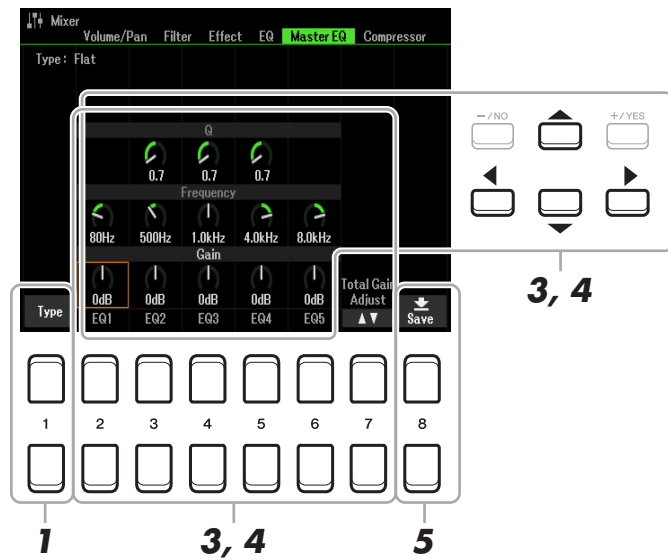 Mixer
Volume/Pan Filter Effect EQ Master EQ Compressor
Type: Flat
Q
0.7 0.7 0.7
Frequency
80Hz 500Hz 1.0kHz 4.0kHz 8.0kHz
Gain
0dB 0dB 0dB 0dB 0dB
EQ1 EQ2 EQ3 EQ4 EQ5
Total Gain
Adjust
▲▼
Type
Save
−/NO +/YES
3, 4
1 2 3 4 5 6 7 8
1 3, 4 5